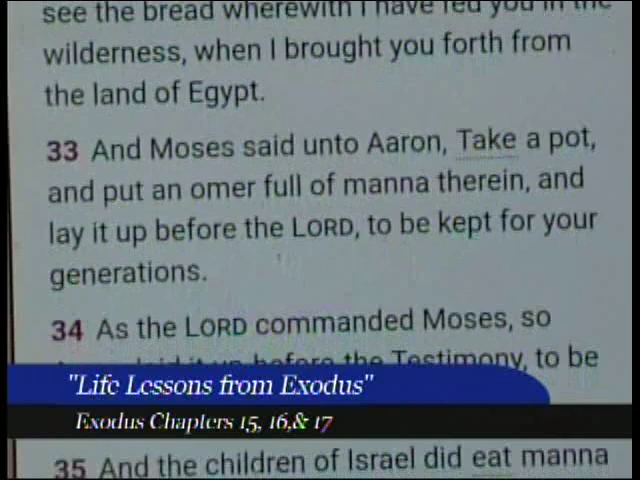 see the bread wherewith I have fed you in the
wilderness, when I brought you forth from
the land of Egypt.
33 And Moses said unto Aaron, Take a pot,
and put an omer full of manna therein, and
lay it up before the LORD, to be kept for your
generations.
34 As the LORD commanded Moses, so
it up before the Testimony, to be
"Life Lessons from Exodus"
Exodus Chapters 15, 16,& 17
35 And the children of Israel did eat manna